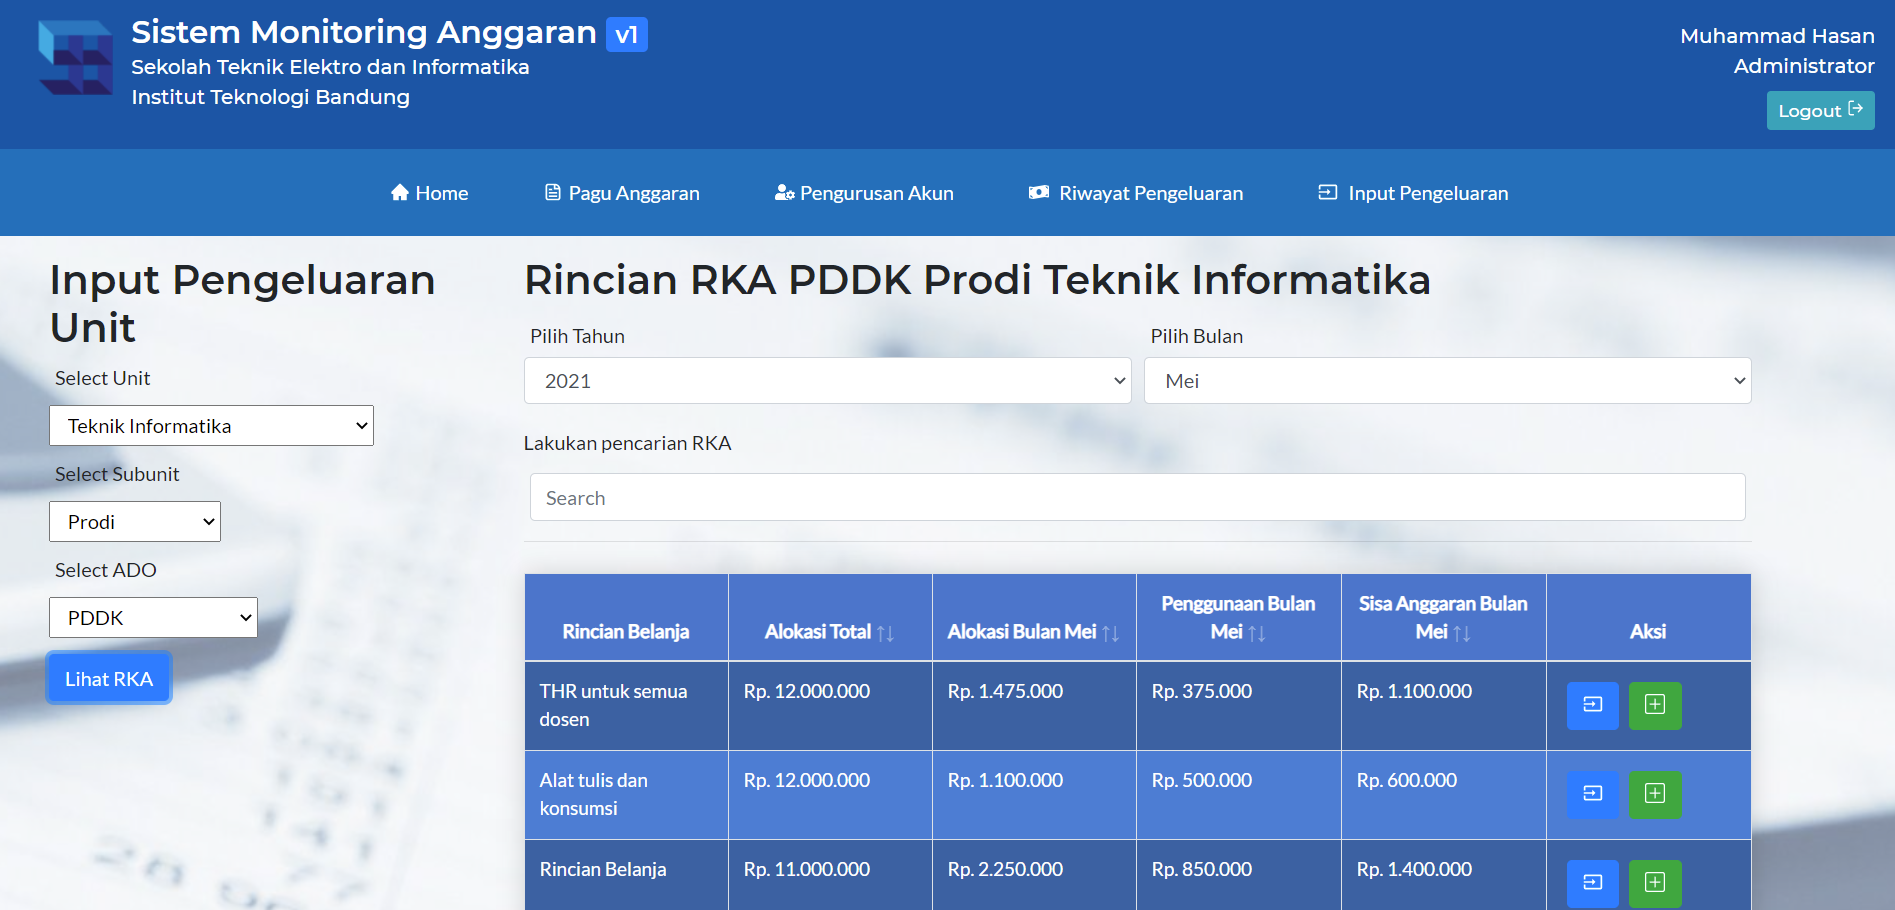 Sistem Monitoring Anggaran v1
Sekolah Teknik Elektro dan Informatika
Institut Teknologi Bandung
Muhammad Hasan
Administrator
Logout
Home
Pagu Anggaran
Pengurusan Akun
Riwayat Pengeluaran
Input Pengeluaran
Input Pengeluaran
Unit
Select Unit
Teknik Informatika
Select Subunit
Prodi
Select ADO
PDDK
Lihat RKA
Rincian RKA PDDK Prodi Teknik Informatika
Pilih Tahun
Pilih Bulan
2021
Mei
Lakukan pencarian RKA
Search
Rincian Belanja
Alokasi Total
Alokasi Bulan Mei
Penggunaan Bulan
Mei
Sisa Anggaran Bulan
Mei
Aksi
THR untuk semua
dosen
Rp. 12.000.000
Rp. 1.475.000
Rp. 375.000
Rp. 1.100.000
Alat tulis dan
konsumsi
Rp. 12.000.000
Rp. 1.100.000
Rp. 500.000
Rp. 600.000
Rincian Belanja
Rp. 11.000.000
Rp. 2.250.000
Rp. 850.000
Rp. 1.400.000